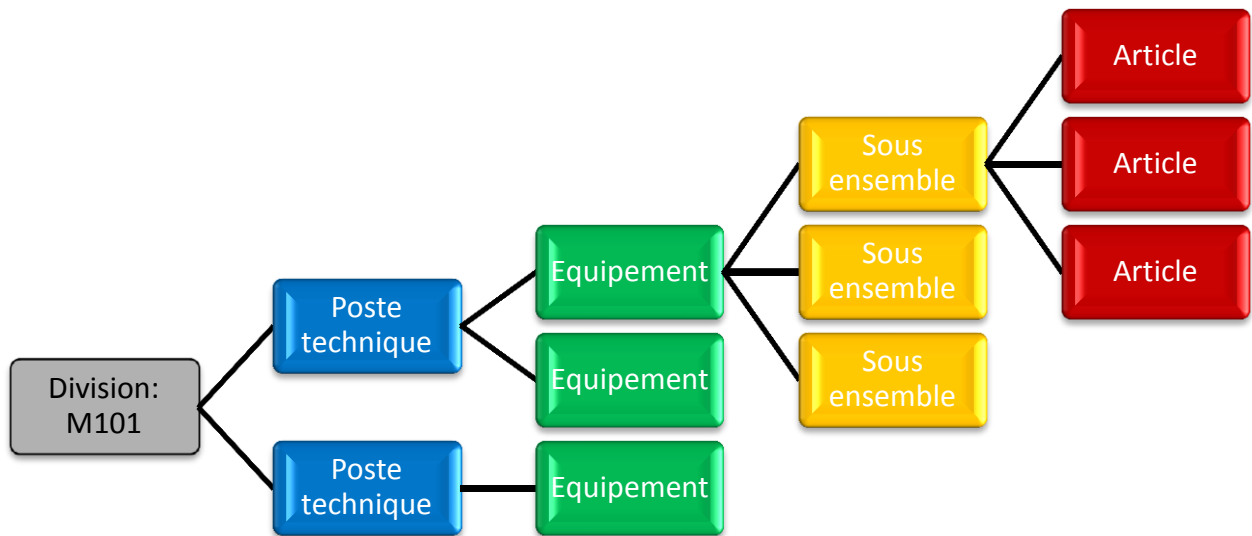 Division:
M101
Poste
technique
Poste
technique
Equipement
Equipement
Equipement
Sous
ensemble
Sous
ensemble
Sous
ensemble
Article
Article
Article